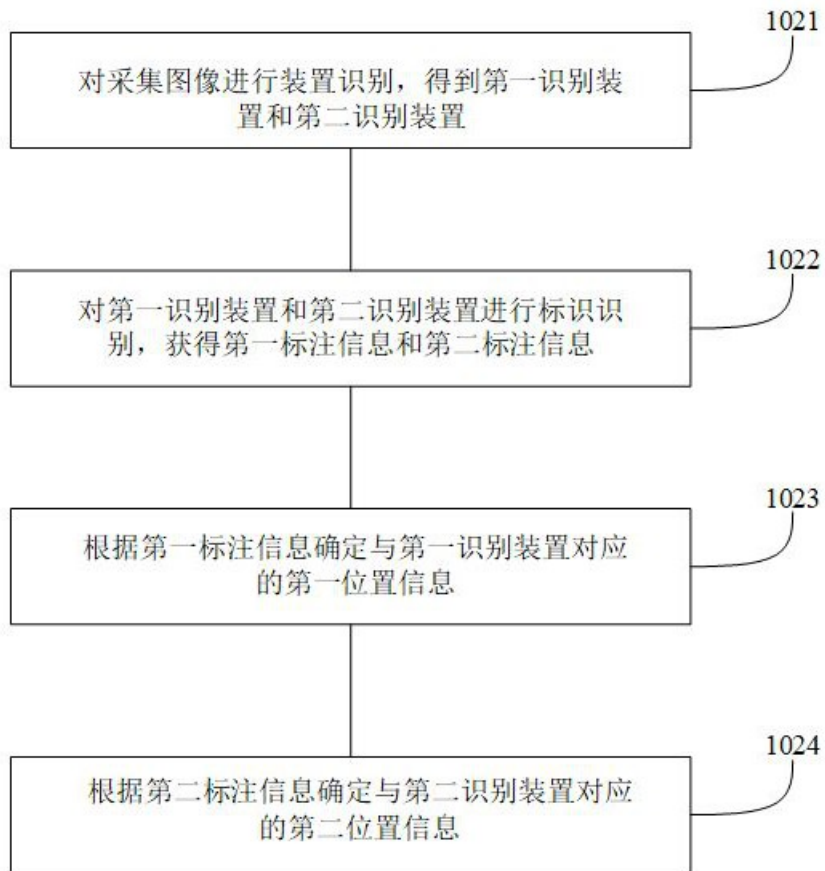 1021
对采集图像进行装置识别，得到第一识别装
置和第二识别装置
1022
对第一识别装置和第二识别装置进行标识识
别，获得第一标注信息和第二标注信息
1023
根据第一标注信息确定与第一识别装置对应
的第一位置信息
1024
根据第二标注信息确定与第二识别装置对应
的第二位置信息